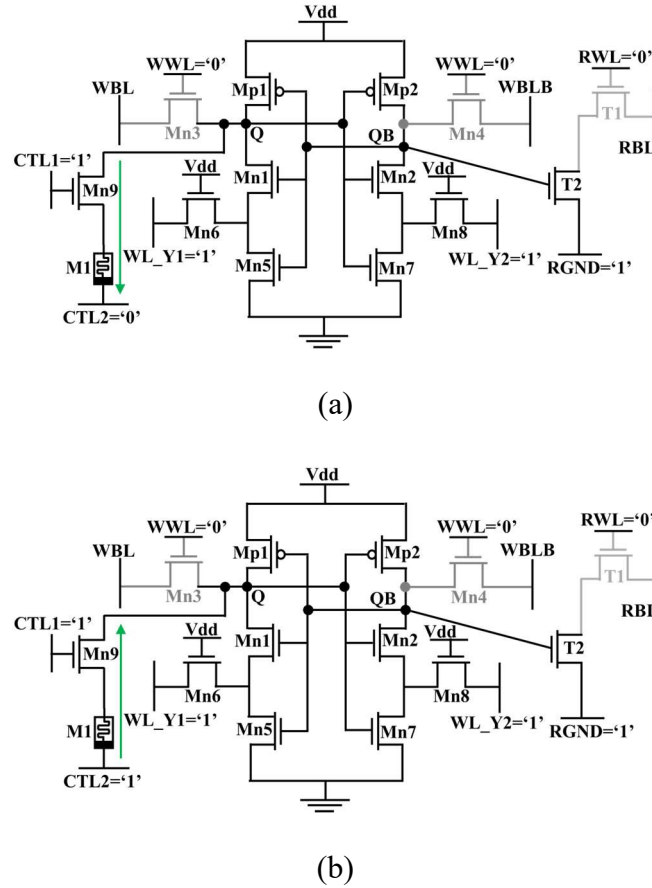 Vdd
WWL=‘0’ WWL=‘0’ RWL=‘0’
WBL Mp1 Mp2 WBLB
Mn3 Q Mn4 T1
QB RBL
CTL1=‘1’ Vdd Mn1 Mn2 Vdd T2
Mn9
Mn6 Mn8
M1 WL_Y1=‘1’ Mn5 Mn7 WL_Y2=‘1’
RGND=‘1’
CTL2=‘0’
(a)
Vdd
WWL=‘0’ WWL=‘0’ RWL=‘0’
WBL Mp1 Mp2 WBLB
Mn3 Q Mn4 T1
QB RBL
CTL1=‘1’ Vdd Mn1 Mn2 Vdd T2
Mn9
Mn6 Mn8
M1 WL_Y1=‘1’ Mn5 Mn7 WL_Y2=‘1’
RGND=‘1’
CTL2=‘1’
(b)